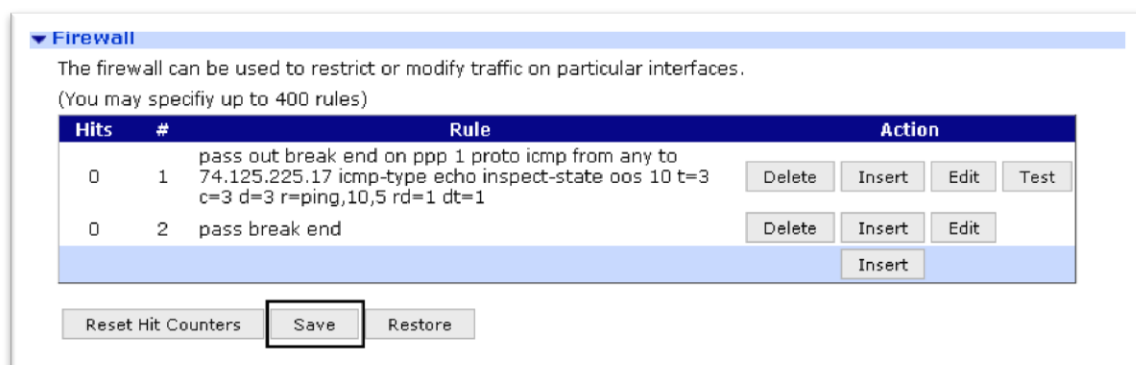 Firewall
The firewall can be used to restrict or modify traffic on particular interfaces.
(You may specifiy up to 400 rules)
Hits # Rule Action
0 1 pass out break end on ppp 1 proto icmp from any to
74.125.225.17 icmp-type echo inspect-state oos 10 t=3
c=3 d=3 r=ping,10,5 rd=1 dt=1
Delete Insert Edit Test
0 2 pass break end Delete Insert Edit
Insert
Reset Hit Counters Save Restore